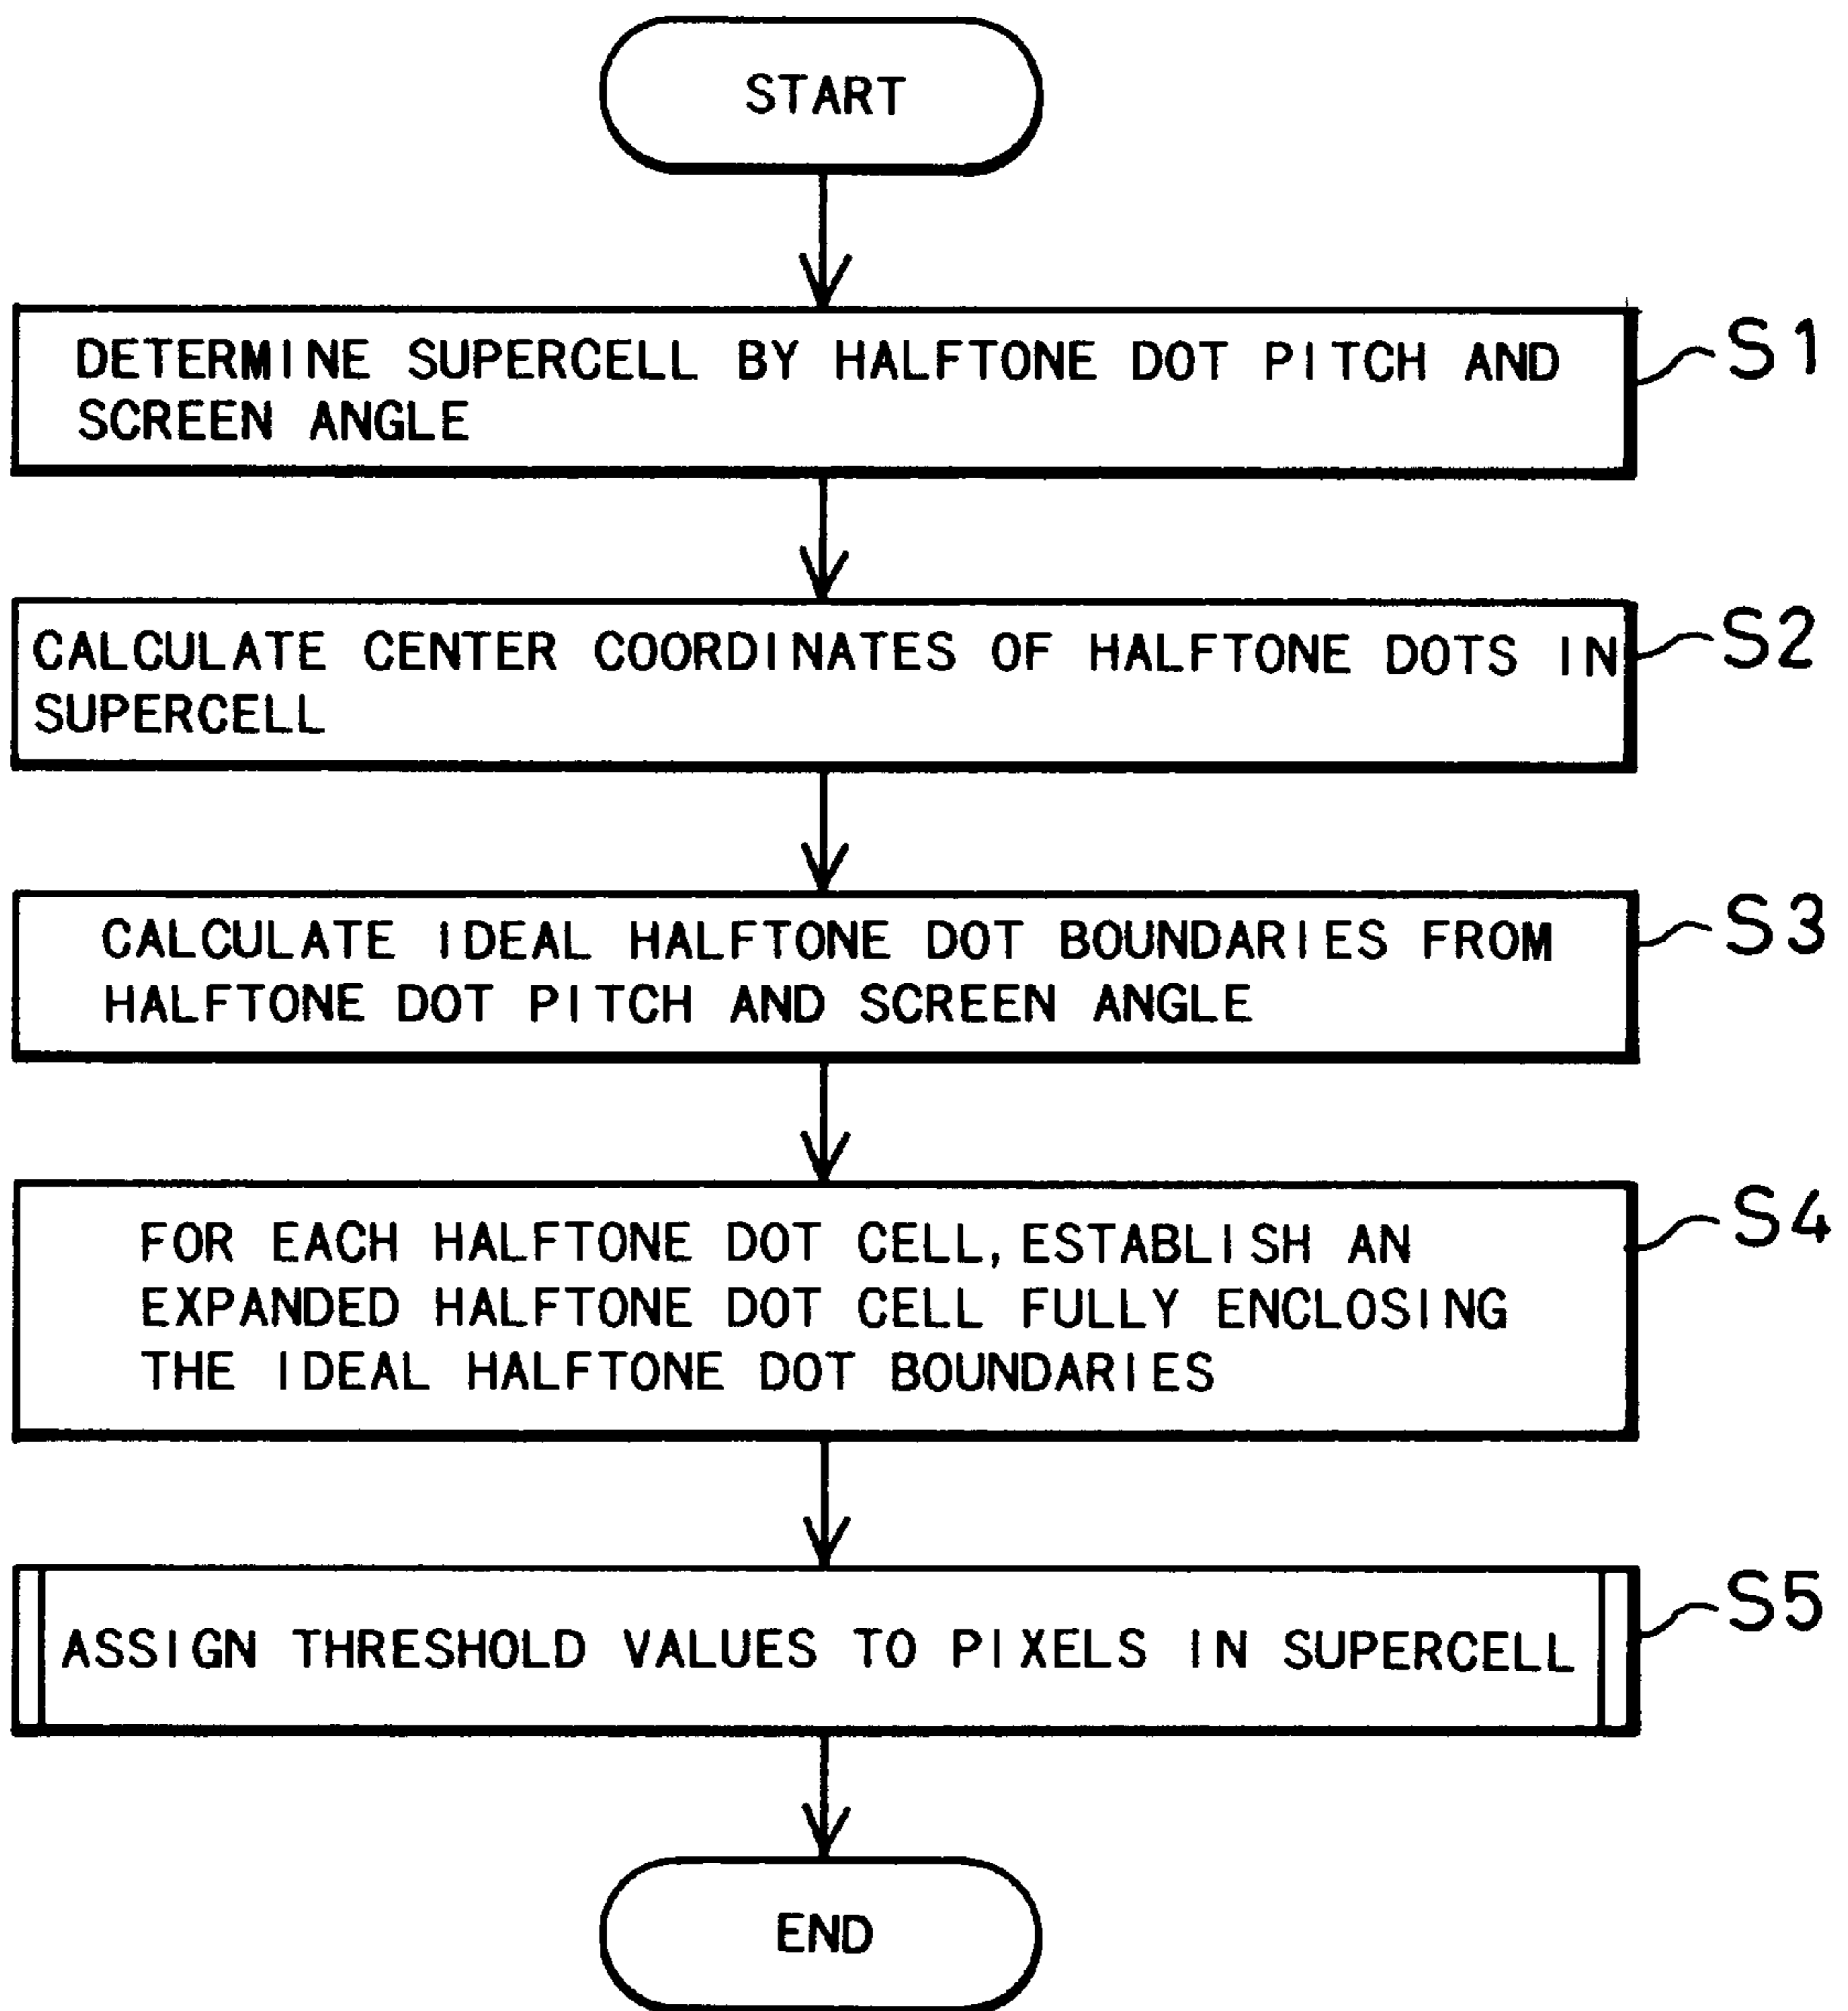 START
DETERMINE SUPERCELL BY HALFTONE DOT PITCH AND
SCREEN ANGLE
S1
CALCULATE CENTER COORDINATES OF HALFTONE DOTS IN
SUPERCELL
S2
CALCULATE IDEAL HALFTONE DOT BOUNDARIES FROM
HALFTONE DOT PITCH AND SCREEN ANGLE
S3
FOR EACH HALFTONE DOT CELL, ESTABLISH AN
EXPANDED HALFTONE DOT CELL FULLY ENCLOSING
THE IDEAL HALFTONE DOT BOUNDARIES
S4
ASSIGN THRESHOLD VALUES TO PIXELS IN SUPERCELL
S5
END